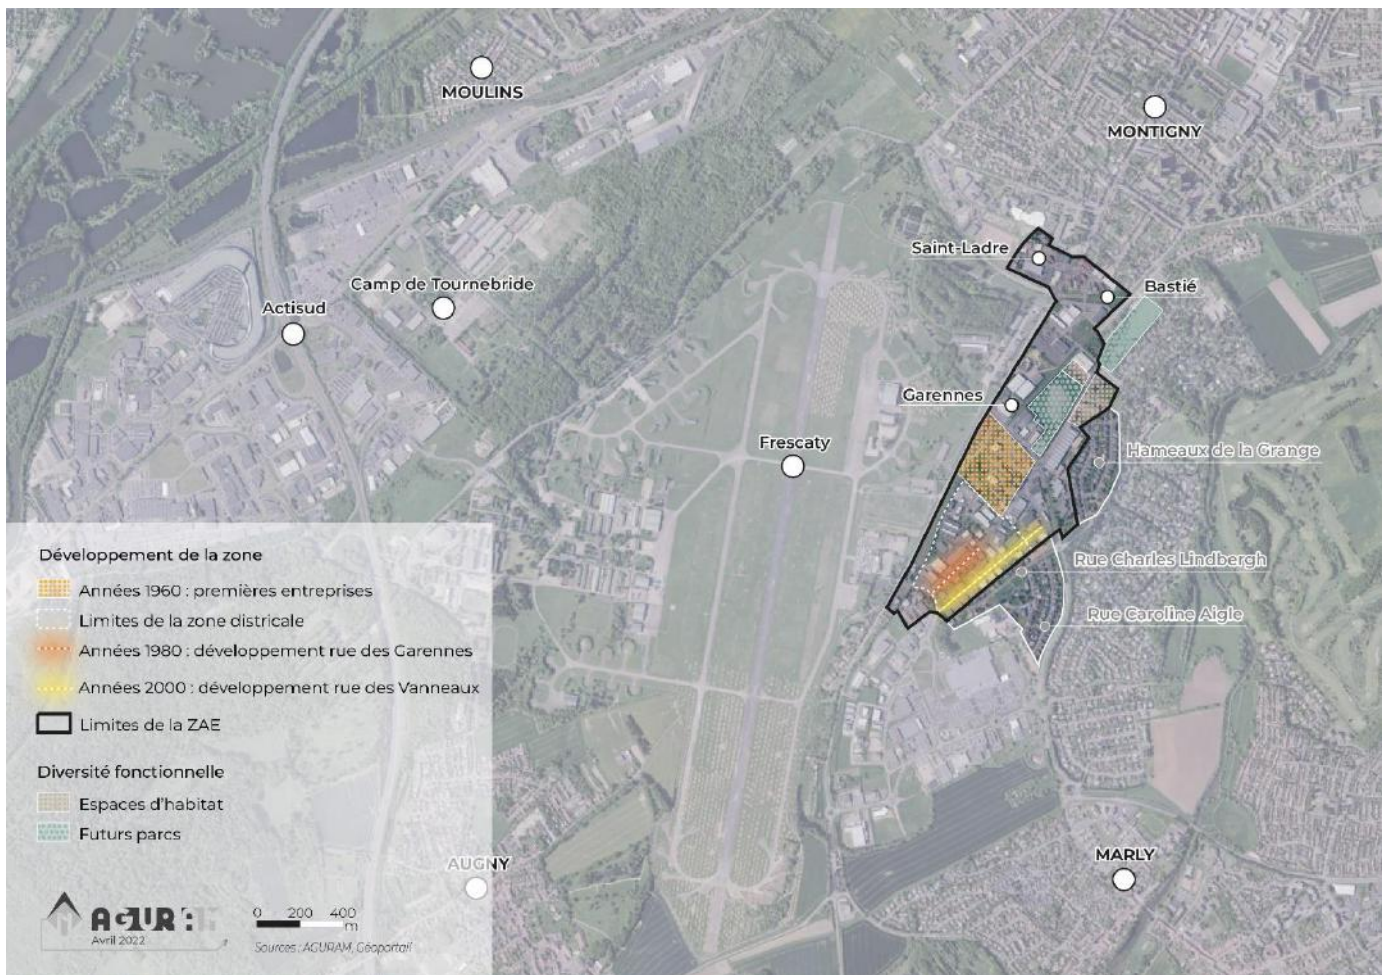 MOULINS
MONTIGNY
Saint-Ladre
Bastié
Camp de Tournebride
Actisud
Garennes
Frescaty
Hameaux de la Grange
Rue Charles Lindbergh
Rue Caroline Aigle
Développement de la zone
Années 1960 : premières entreprises
Limites de la zone districale
Années 1980 : développement rue des Garennes
Années 2000 : développement rue des Vanneaux
Limites de la ZAE
Diversité fonctionnelle
Espaces d'habitat
Futurs parcs
AUGNY
MARLY
AGURAM
Avril 2022
0 200 400
m
Sources : AGURAM, Géoportail